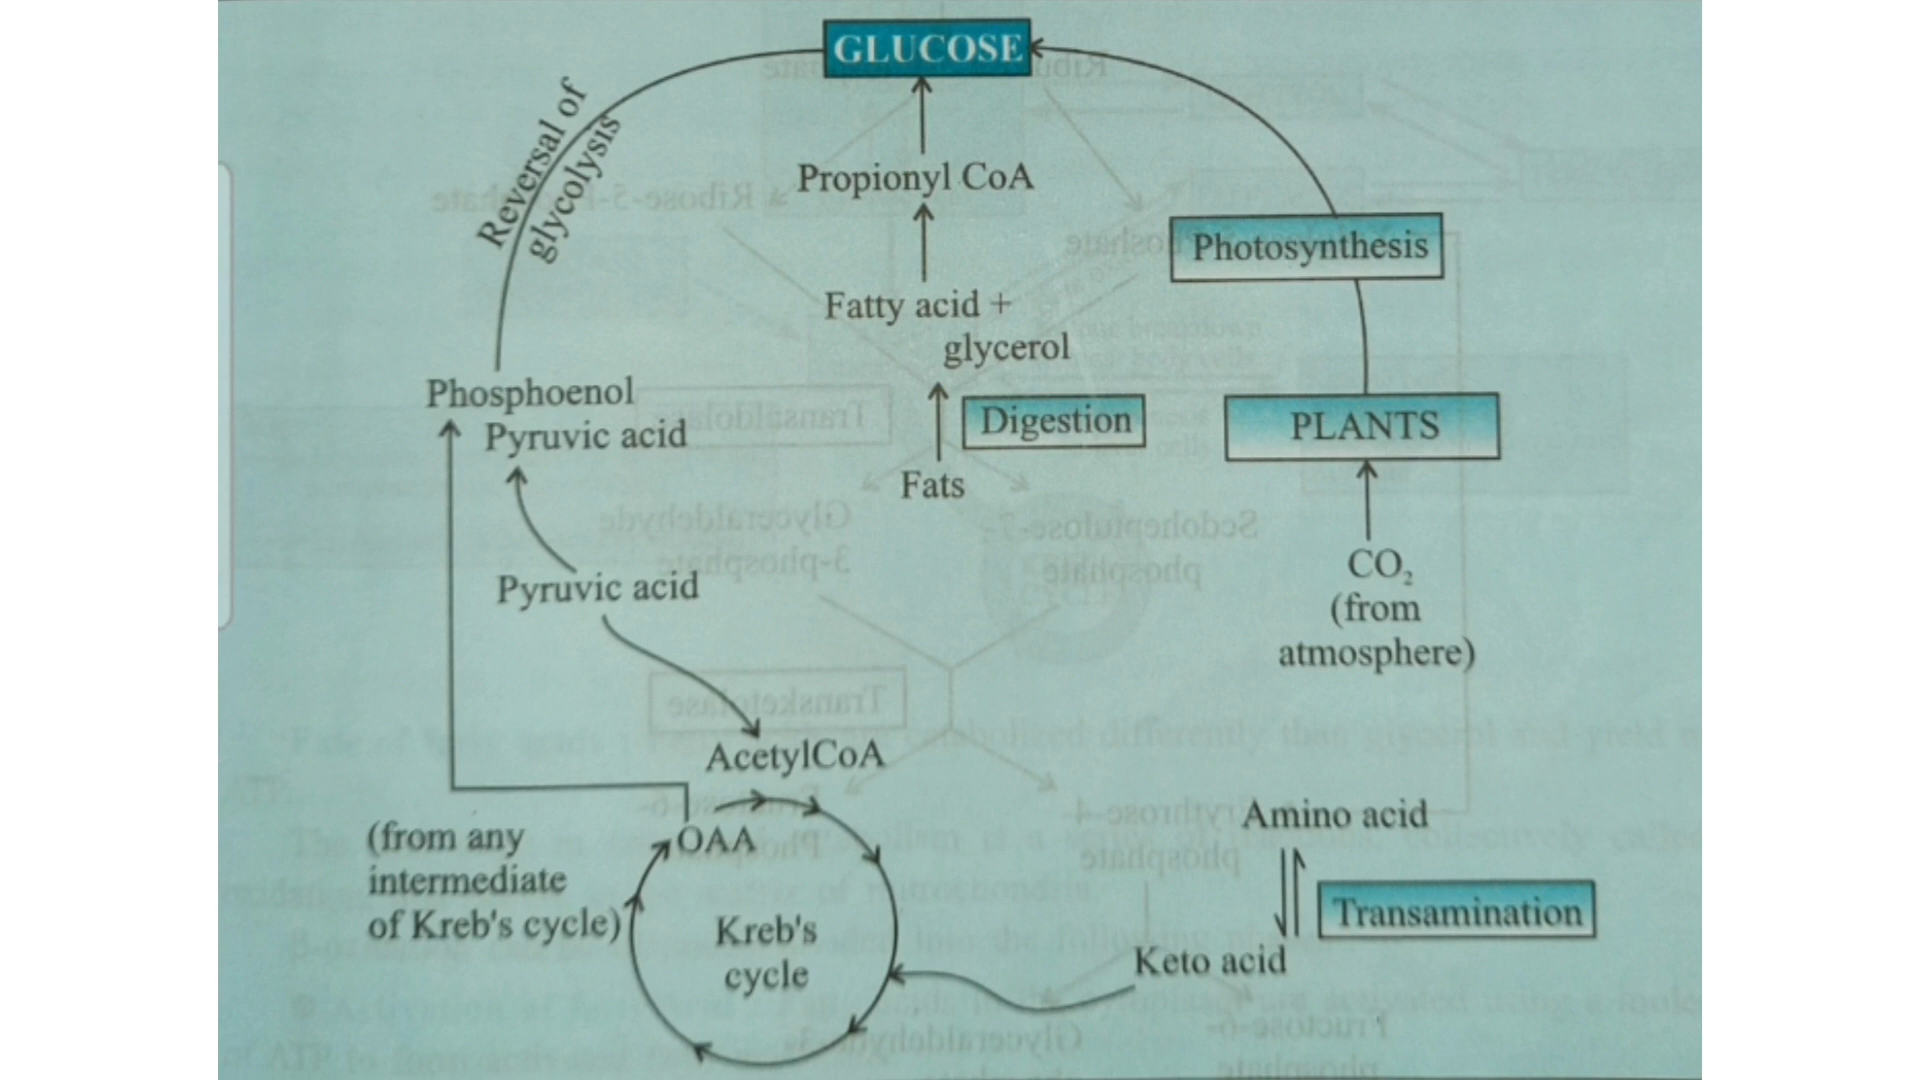 GLUCOSE
Reversal of
glycolysis
Propionyl CoA
Photosynthesis
Fatty acid +
glycerol
Phosphoenol
Pyruvic acid
Digestion
PLANTS
Fats
CO₂
(from
atmosphere)
Pyruvic acid
AcetylCoA
OAA
(from any
intermediate
of Kreb's cycle)
Kreb's
cycle
Amino acid
Transamination
Keto acid